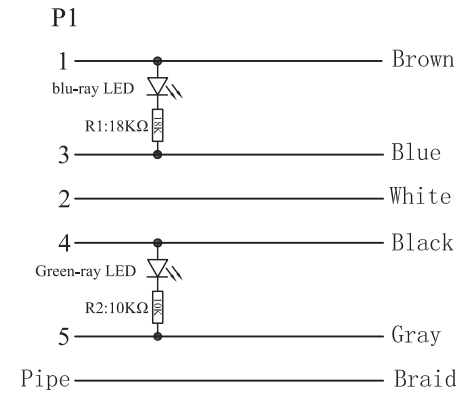 P1
1 Brown
blu-ray LED
R1:18KΩ 18K
3 Blue
2 White
4 Black
Green-ray LED
R2:10KΩ 10K
5 Gray
Pipe Braid